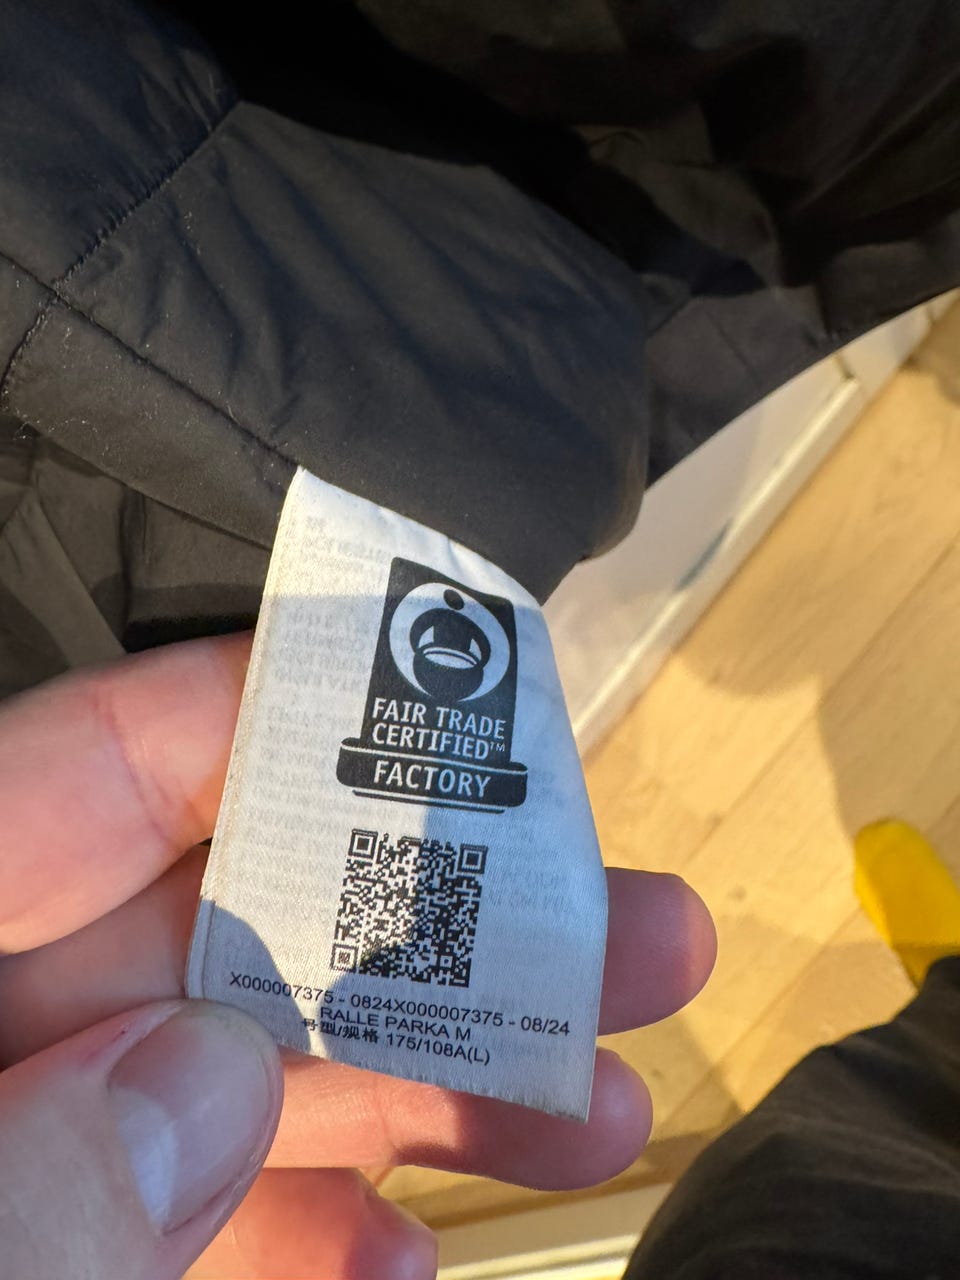 FAIR TRADE
CERTIFIED™
FACTORY
X000007375 - 0824X000007375 - 08/24
RALLE PARKA M
号型/规格 175/108A(L)